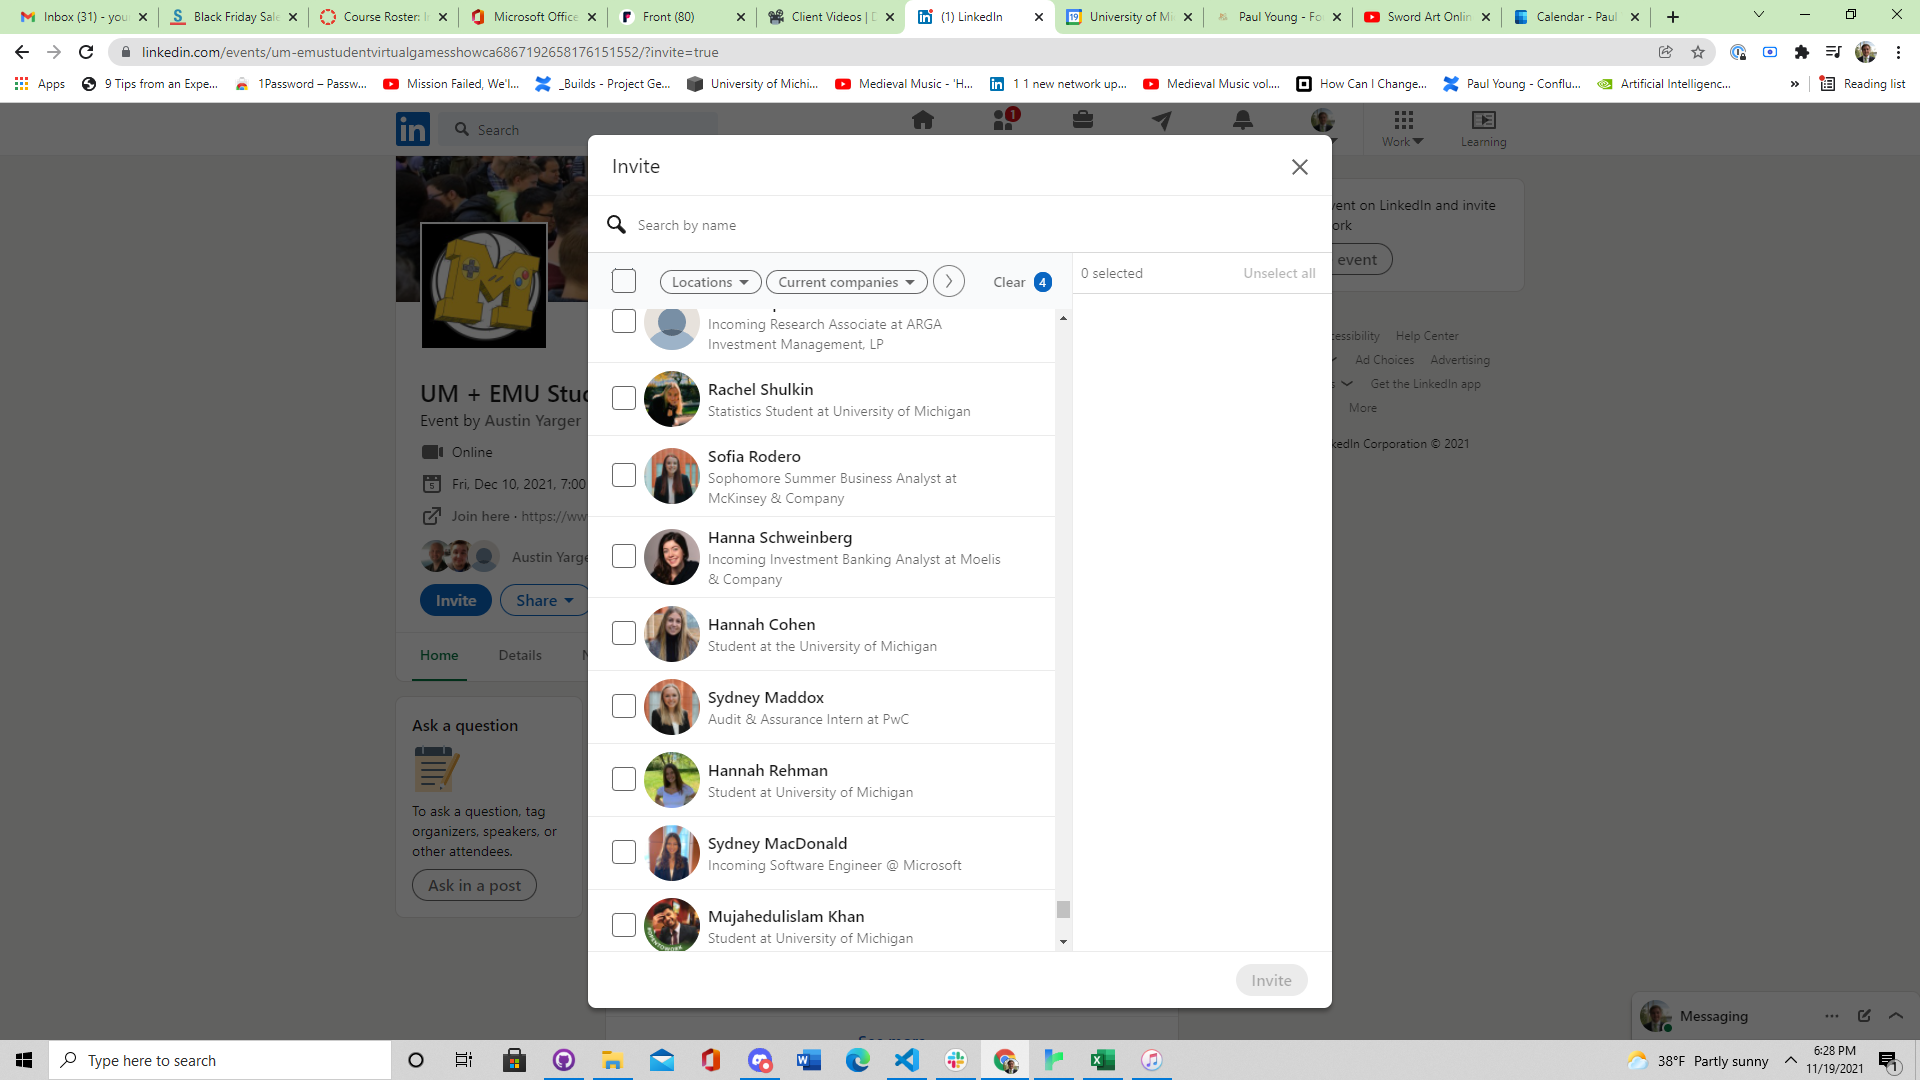 Inbox (31) - you
Black Friday Sale
Course Roster: I
Microsoft Office
Front (80)
Client Videos | D
(1) LinkedIn
University of Mi
Paul Young - Fo
Sword Art Onlin
Calendar - Paul
linkedin.com/events/um-emustudentvirtualgamesshowca6867192658176151552/?invite=true
Apps
9 Tips from an Expe...
1Password – Passw...
Mission Failed, We'l...
_Builds - Project Ge...
University of Michi...
Medieval Music - 'H...
1 1 new network up...
Medieval Music vol....
How Can I Change...
Paul Young - Conflu...
Artificial Intelligenc...
»
Reading list
in
Search
1
Work
Learning
Invite
Search by name
Locations
Current companies
Clear 4
0 selected
Unselect all
Incoming Research Associate at ARGA
Investment Management, LP
Rachel Shulkin
Statistics Student at University of Michigan
Sofia Rodero
Sophomore Summer Business Analyst at
McKinsey & Company
Hanna Schweinberg
Incoming Investment Banking Analyst at Moelis
& Company
Hannah Cohen
Student at the University of Michigan
Sydney Maddox
Audit & Assurance Intern at PwC
Hannah Rehman
Student at University of Michigan
Sydney MacDonald
Incoming Software Engineer @ Microsoft
Mujahedulislam Khan
Student at University of Michigan
Invite
M
UM + EMU Stud
Event by Austin Yarger
Online
Fri, Dec 10, 2021, 7:00
Join here · https://ww
Austin Yarge
Invite
Share
Home
Details
Ask a question
To ask a question, tag
organizers, speakers, or
other attendees.
Ask in a post
vent on LinkedIn and invite
ork
event
cessibility
Help Center
Ad Choices
Advertising
s
Get the LinkedIn app
More
kedIn Corporation © 2021
Messaging
Type here to search
38°F Partly sunny
6:28 PM
11/19/2021
1